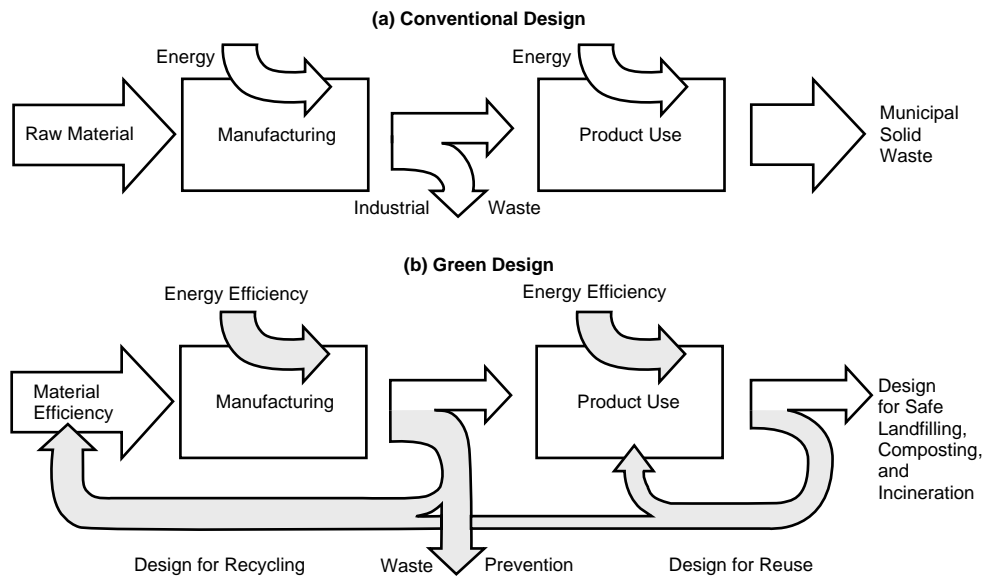 (a) Conventional Design
Energy
Energy
Raw Material
Manufacturing
Product Use
Municipal
Solid
Waste
Industrial
Waste
(b) Green Design
Energy Efficiency
Energy Efficiency
Material
Efficiency
Manufacturing
Product Use
Design
for Safe
Landfilling,
Composting,
and
Incineration
Design for Recycling
Waste
Prevention
Design for Reuse